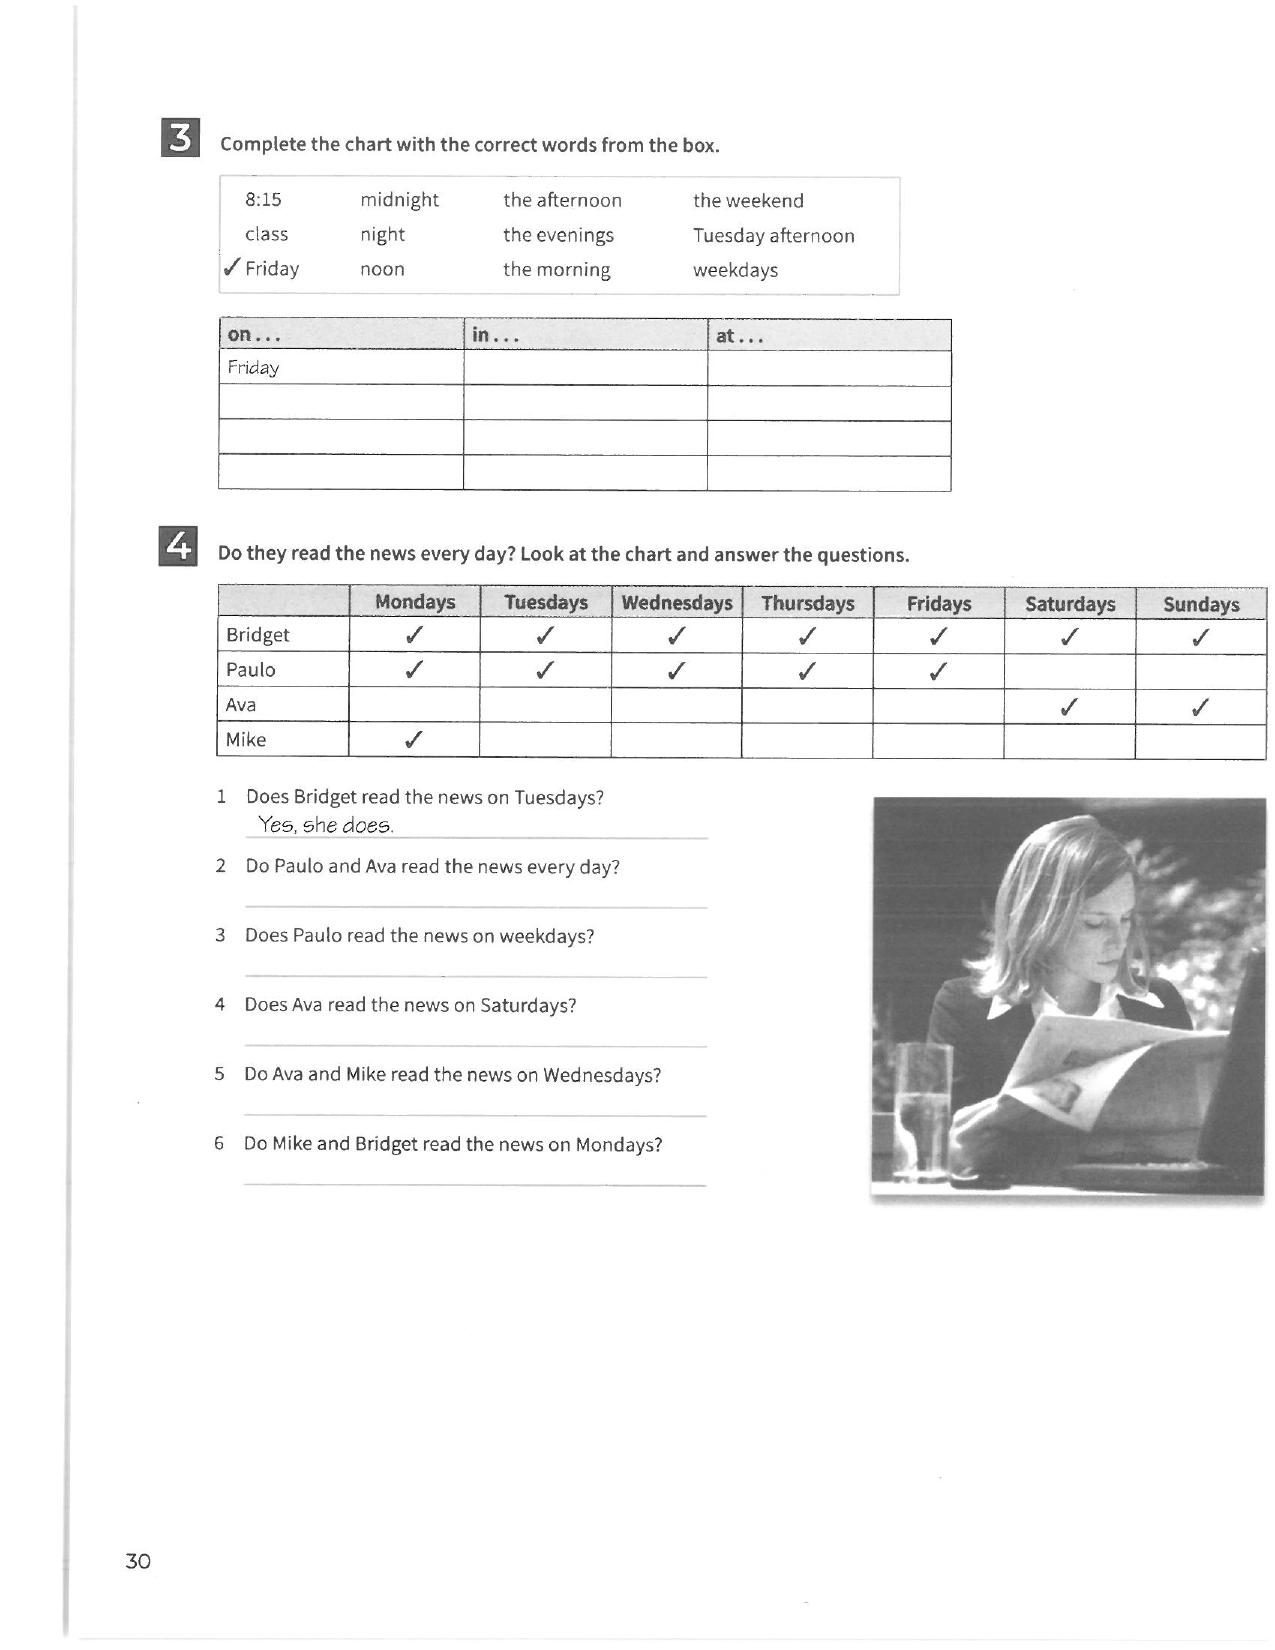 3 Complete the chart with the correct words from the box.
8:15 midnight the afternoon the weekend
class night the evenings Tuesday afternoon
✓ Friday noon the morning weekdays
on... in... at...
Friday
4 Do they read the news every day? Look at the chart and answer the questions.
Mondays Tuesdays Wednesdays Thursdays Fridays Saturdays Sundays
Bridget ✓ ✓ ✓ ✓ ✓ ✓ ✓
Paulo ✓ ✓ ✓ ✓ ✓
Ava ✓ ✓
Mike ✓
1 Does Bridget read the news on Tuesdays?
Yes, she does.
2 Do Paulo and Ava read the news every day?
3 Does Paulo read the news on weekdays?
4 Does Ava read the news on Saturdays?
5 Do Ava and Mike read the news on Wednesdays?
6 Do Mike and Bridget read the news on Mondays?
30